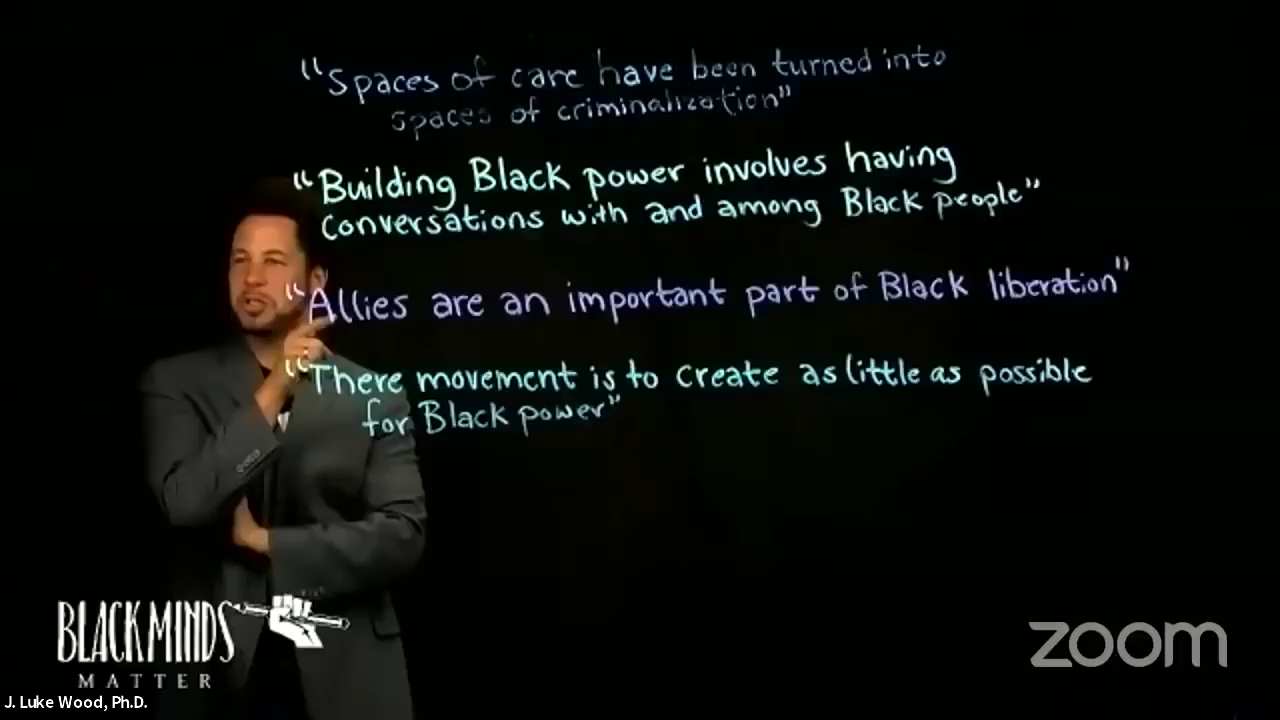 "Spaces of care have been turned into
spaces of criminalization"
"Building Black power involves having
Conversations with and among Black people"
"Allies are an important part of Black liberation"
"There movement is to create as little as possible
for Black power"
BLACK MINDS
MATTER
zoom
J. Luke Wood, Ph.D.